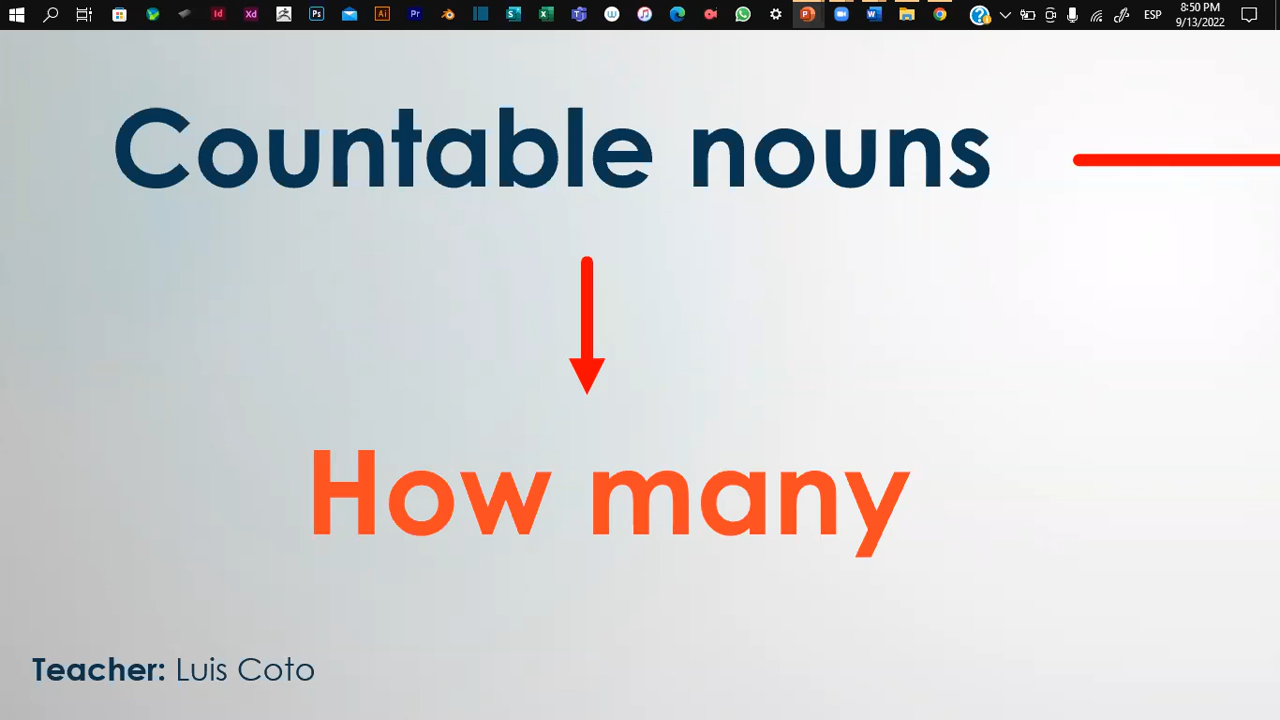 8:50 PM
ESP
9/13/2022
Countable nouns
How many
Teacher: Luis Coto